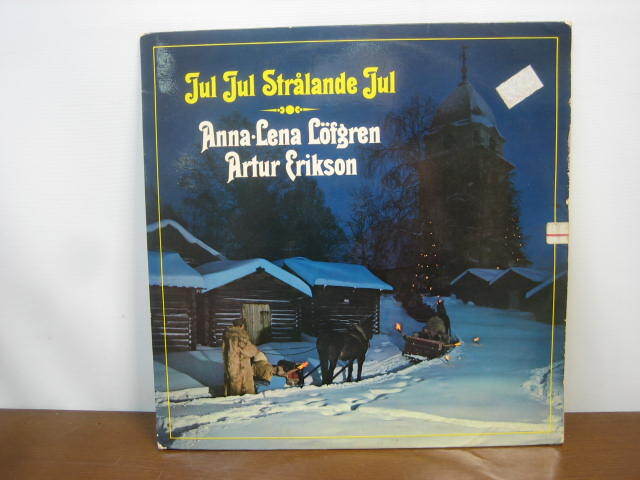 Jul Jul Strålande Jul
Anna-Lena Löfgren
Artur Erikson